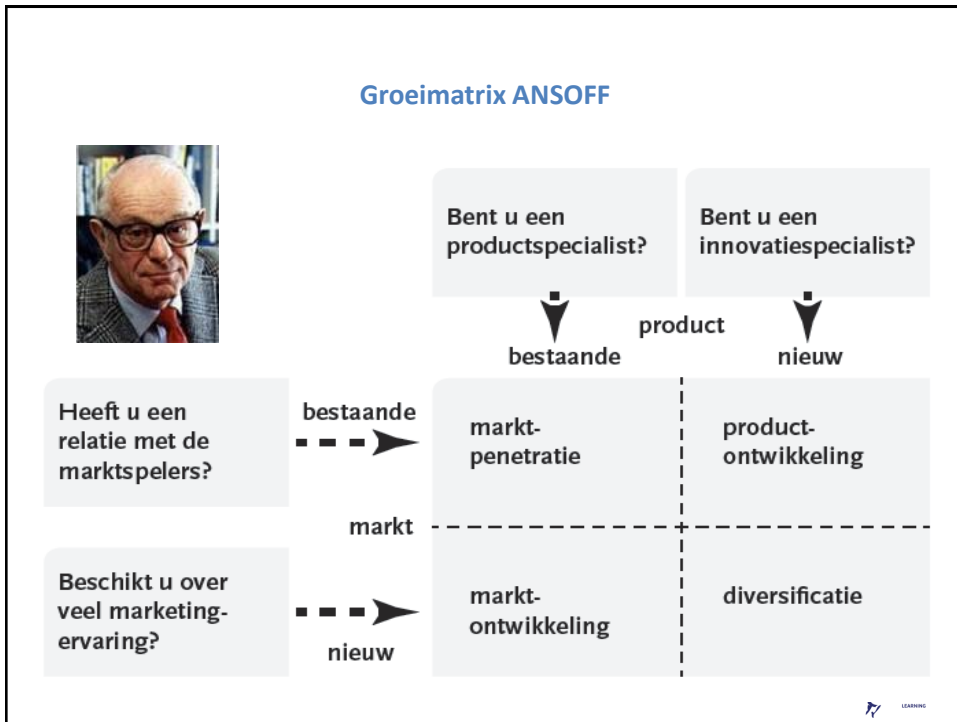 Groeimatrix ANSOFF
Bent u een
productspecialist?
Bent u een
innovatiespecialist?
product
bestaande
nieuw
Heeft u een
relatie met de
marktspelers?
bestaande
markt-
penetratie
product-
ontwikkeling
markt
Beschikt u over
veel marketing-
ervaring?
nieuw
markt-
ontwikkeling
diversificatie
LEARNING